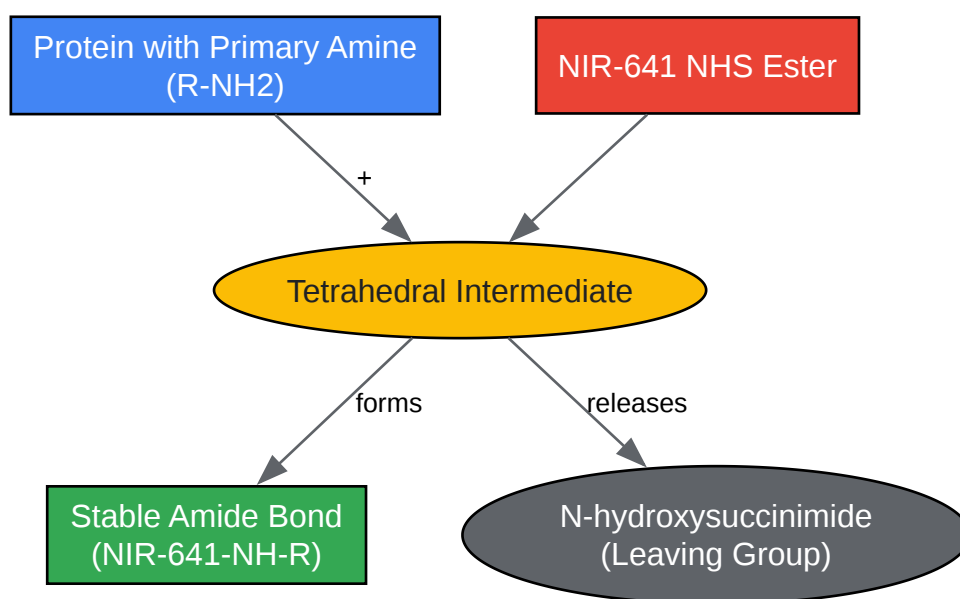 Protein with Primary Amine
(R-NH2)
NIR-641 NHS Ester
+
Tetrahedral Intermediate
forms
releases
Stable Amide Bond
(NIR-641-NH-R)
N-hydroxysuccinimide
(Leaving Group)